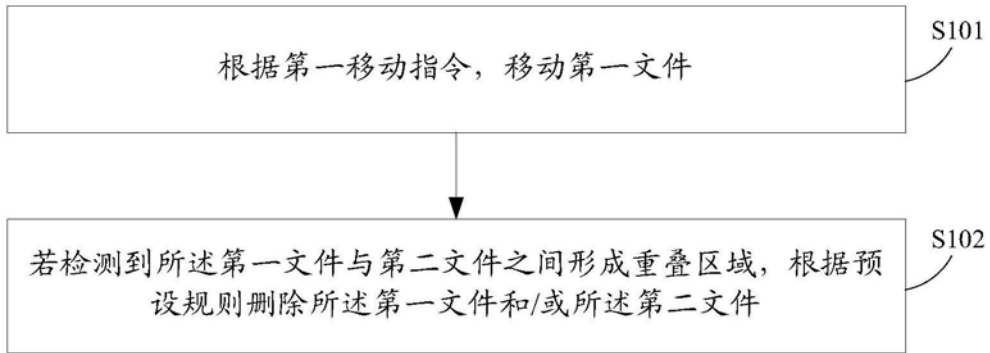 S101
根据第一移动指令，移动第一文件
S102
若检测到所述第一文件与第二文件之间形成重叠区域，根据预
设规则删除所述第一文件和/或所述第二文件